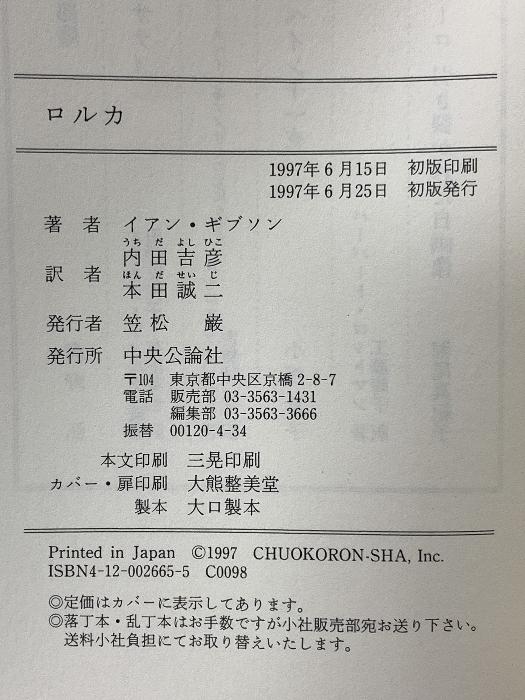 ロルカ
1997年6月15日 初版印刷
1997年6月25日 初版発行
著者 イアン・ギブソン
うちだよしひこ
内田吉彦
訳者
ほんだせいじ
本田誠二
発行者 笠松 巌
発行所 中央公論社
〒104 東京都中央区京橋2-8-7
電話 販売部 03-3563-1431
編集部 03-3563-3666
振替 00120-4-34
本文印刷 三晃印刷
カバー・扉印刷 大熊整美堂
製本 大口製本
Printed in Japan ©1997 CHUOKORON-SHA, Inc.
ISBN4-12-002665-5 C0098
◎定価はカバーに表示してあります。
◎落丁本・乱丁本はお手数ですが小社販売部宛お送り下さい。
送料小社負担にてお取り替えいたします。